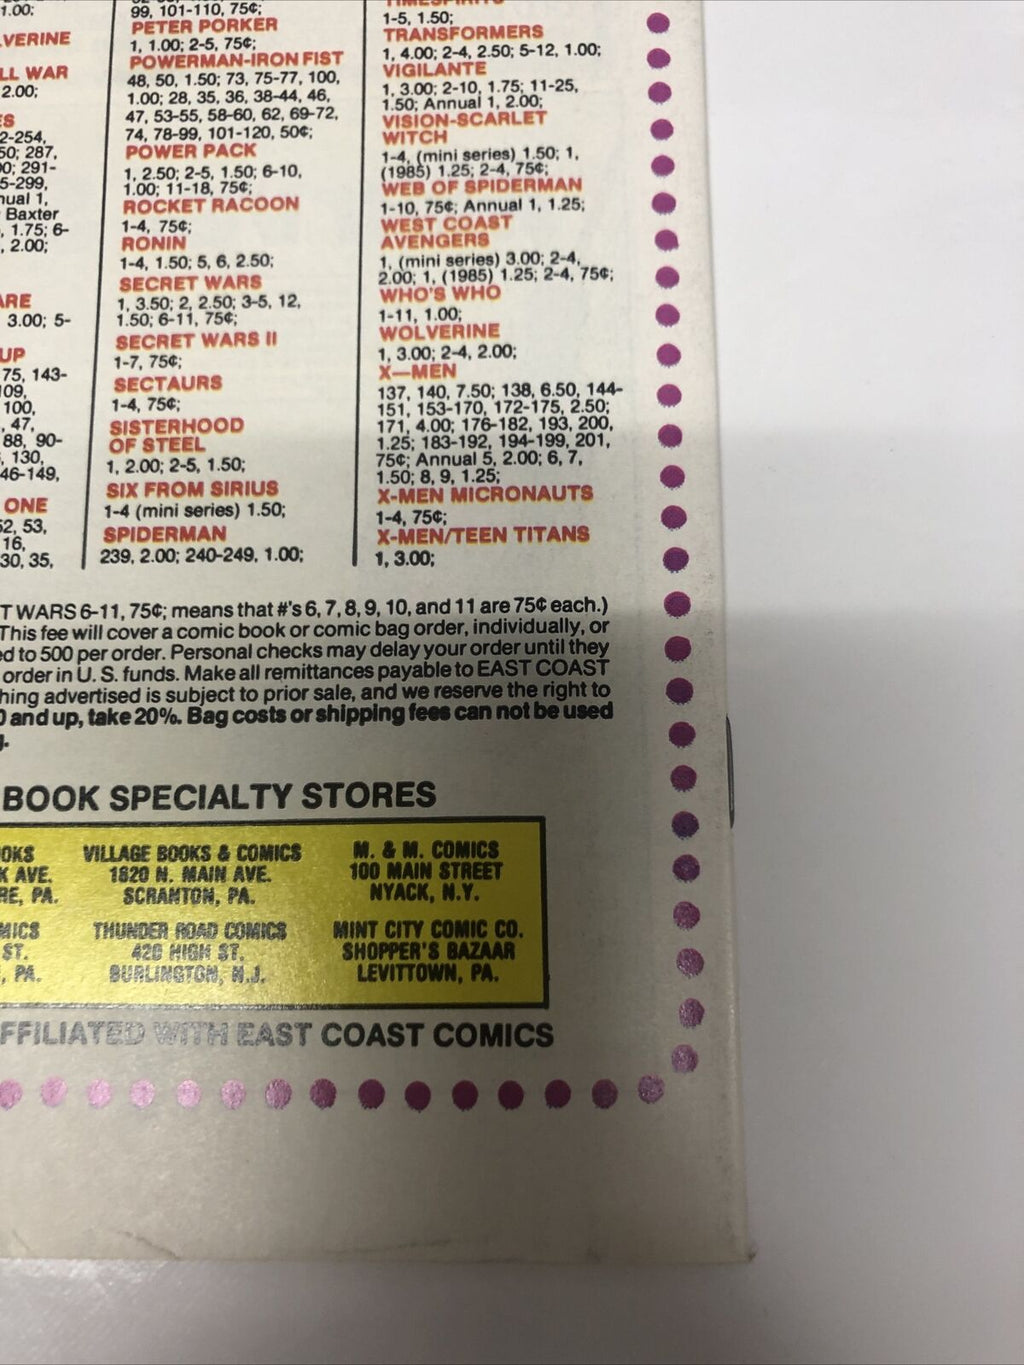 1.00;
VERINE
LL WAR
2.00;
ES
2-254,
50; 287,
00; 291-
5-299,
nual 1,
Baxter
, 1.75; 6-
, 2.00;
ARE
3.00; 5-
UP
75, 143-
109,
100,
, 47,
88, 90-
, 130,
46-149,
ONE
52, 53,
16,
30, 35,
99, 101-110, 75¢;
PETER PORKER
1, 1.00; 2-5, 75¢;
POWERMAN-IRON FIST
48, 50, 1.50; 73, 75-77, 100,
1.00; 28, 35, 36, 38-44, 46,
47, 53-55, 58-60, 62, 69-72,
74, 78-99, 101-120, 50¢;
POWER PACK
1, 2.50; 2-5, 1.50; 6-10,
1.00; 11-18, 75¢;
ROCKET RACOON
1-4, 75¢;
RONIN
1-4, 1.50; 5, 6, 2.50;
SECRET WARS
1, 3.50; 2, 2.50; 3-5, 12,
1.50; 6-11, 75¢;
SECRET WARS II
1-7, 75¢;
SECTAURS
1-4, 75¢;
SISTERHOOD
OF STEEL
1, 2.00; 2-5, 1.50;
SIX FROM SIRIUS
1-4 (mini series) 1.50;
SPIDERMAN
239, 2.00; 240-249, 1.00;
TIMESPIRITS
1-5, 1.50;
TRANSFORMERS
1, 4.00; 2-4, 2.50; 5-12, 1.00;
VIGILANTE
1, 3.00; 2-10, 1.75; 11-25,
1.50; Annual 1, 2.00;
VISION-SCARLET
WITCH
1-4, (mini series) 1.50; 1,
(1985) 1.25; 2-4, 75¢;
WEB OF SPIDERMAN
1-10, 75¢; Annual 1, 1.25;
WEST COAST
AVENGERS
1, (mini series) 3.00; 2-4,
2.00; 1, (1985) 1.25; 2-4, 75¢;
WHO'S WHO
1-11, 1.00;
WOLVERINE
1, 3.00; 2-4, 2.00;
X—MEN
137, 140, 7.50; 138, 6.50, 144-
151, 153-170, 172-175, 2.50;
171, 4.00; 176-182, 193, 200,
1.25; 183-192, 194-199, 201,
75¢; Annual 5, 2.00; 6, 7,
1.50; 8, 9, 1.25;
X-MEN MICRONAUTS
1-4, 75¢;
X-MEN/TEEN TITANS
1, 3.00;
T WARS 6-11, 75¢; means that #'s 6, 7, 8, 9, 10, and 11 are 75¢ each.)
This fee will cover a comic book or comic bag order, individually, or
ed to 500 per order. Personal checks may delay your order until they
order in U. S. funds. Make all remittances payable to EAST COAST
hing advertised is subject to prior sale, and we reserve the right to
0 and up, take 20%. Bag costs or shipping fees can not be used
g.
BOOK SPECIALTY STORES
OKS
K AVE.
RE, PA.
MICS
ST.
, PA.
VILLAGE BOOKS & COMICS
1820 N. MAIN AVE.
SCRANTON, PA.
THUNDER ROAD COMICS
426 HIGH ST.
BURLINGTON, N.J.
M. & M. COMICS
100 MAIN STREET
NYACK, N.Y.
MINT CITY COMIC CO.
SHOPPER'S BAZAAR
LEVITTOWN, PA.
FFILIATED WITH EAST COAST COMICS